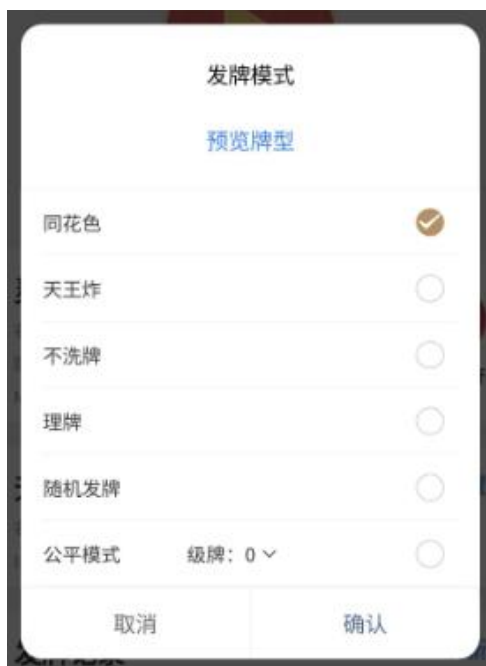 发牌模式
预览牌型
同花色
天王炸
不洗牌
理牌
随机发牌
公平模式 级牌：0
取消 确认